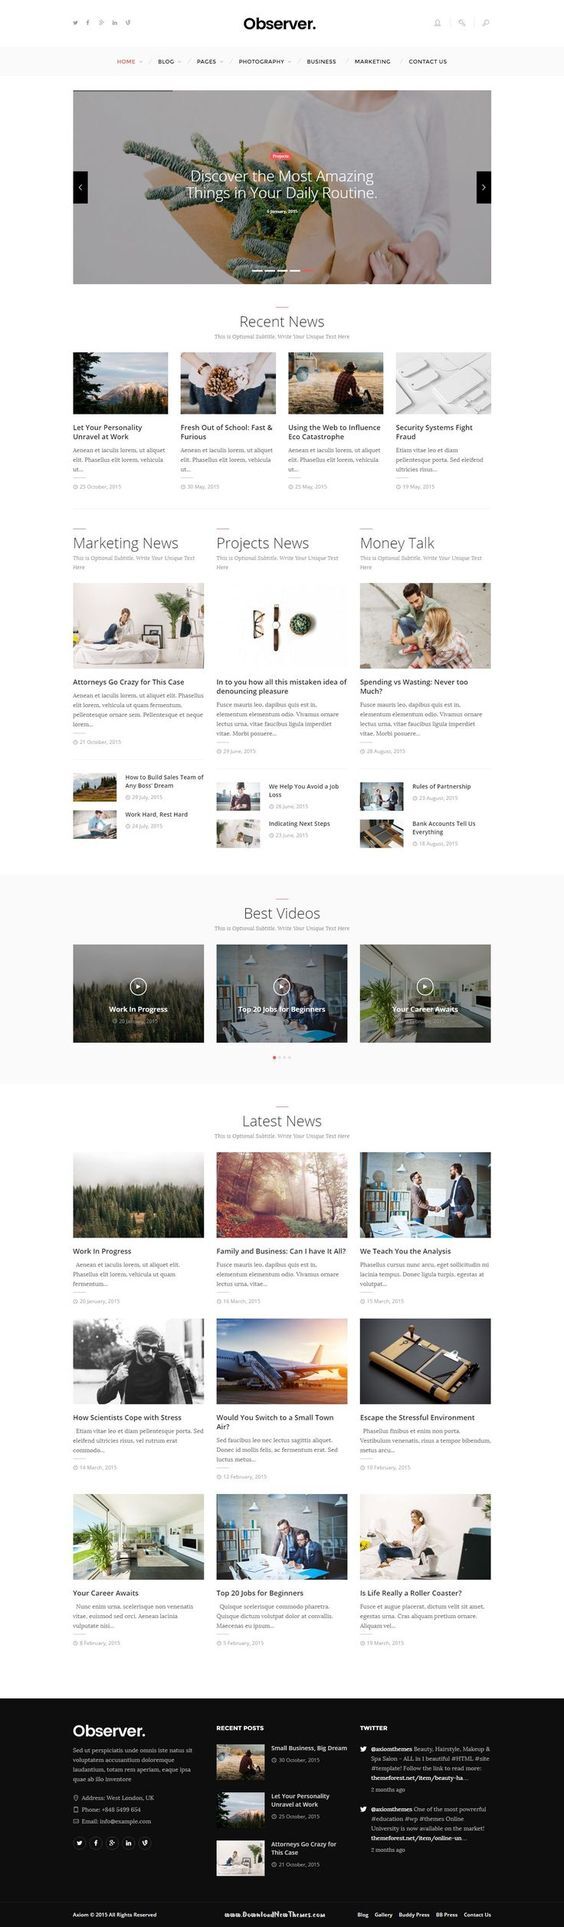 Observer.
HOME / BLOG / PAGES / PHOTOGRAPHY / BUSINESS / MARKETING / CONTACT US
Projects
Discover the Most Amazing
Things in Your Daily Routine.
6 January, 2015
Recent News
This is Optional Subtitle. Write Your Unique Text Here
Let Your Personality
Unravel at Work
Aenean et iaculis lorem, ut aliquet
elit. Phasellus elit lorem, vehicula
ut...
25 October, 2015
Fresh Out of School: Fast &
Furious
Aenean et iaculis lorem, ut aliquet
elit. Phasellus elit lorem, vehicula
ut...
30 May, 2015
Using the Web to Influence
Eco Catastrophe
Aenean et iaculis lorem, ut aliquet
elit. Phasellus elit lorem, vehicula
ut...
25 May, 2015
Security Systems Fight
Fraud
Etiam vitae leo et diam
pellentesque porta. Sed eleifend
ultricies risus...
19 May, 2015
Marketing News
This is Optional Subtitle. Write Your Unique Text
Here
Attorneys Go Crazy for This Case
Aenean et iaculis lorem, ut aliquet elit. Phasellus
elit lorem, vehicula ut quam fermentum,
pellentesque ornare sem. Pellentesque et neque
lorem...
21 October, 2015
How to Build Sales Team of
Any Boss' Dream
29 July, 2015
Work Hard, Rest Hard
24 July, 2015
Projects News
This is Optional Subtitle. Write Your Unique Text
Here
In to you how all this mistaken idea of
denouncing pleasure
Fusce mauris leo, dapibus quis est in,
elementum elementum odio. Vivamus ornare
lectus urna, vitae faucibus ligula imperdiet
vitae. Morbi posuere...
29 June, 2015
We Help You Avoid a Job
Loss
26 June, 2015
Indicating Next Steps
23 June, 2015
Money Talk
This is Optional Subtitle. Write Your Unique Text
Here
Spending vs Wasting: Never too
Much?
Fusce mauris leo, dapibus quis est in,
elementum elementum odio. Vivamus ornare
lectus urna, vitae faucibus ligula imperdiet
vitae. Morbi posuere...
28 August, 2015
Rules of Partnership
23 August, 2015
Bank Accounts Tell Us
Everything
18 August, 2015
Best Videos
This is Optional Subtitle. Write Your Unique Text Here
Work In Progress
20 January, 2015
Top 20 Jobs for Beginners
Your Career Awaits
Latest News
This is Optional Subtitle. Write Your Unique Text Here
Work In Progress
Aenean et iaculis lorem, ut aliquet elit.
Phasellus elit lorem, vehicula ut quam
fermentum...
20 January, 2015
Family and Business: Can I have It All?
Fusce mauris leo, dapibus quis est in,
elementum elementum odio. Vivamus ornare
lectus urna, vitae...
16 March, 2015
We Teach You the Analysis
Phasellus cursus nunc arcu, eget sollicitudin mi
lacinia tempus. Donec ligula turpis, egestas at
volutpat...
15 March, 2015
How Scientists Cope with Stress
Etiam vitae leo et diam pellentesque porta. Sed
eleifend ultricies risus, vel rutrum erat
commodo...
14 March, 2015
Would You Switch to a Small Town
Air?
Sed faucibus leo nec lectus sagittis aliquet.
Donec id mollis felis, ac fermentum erat. Sed
luctus metus...
12 February, 2015
Escape the Stressful Environment
Phasellus finibus et enim non porta.
Vestibulum venenatis, risus a tempor bibendum,
metus arcu...
10 February, 2015
Your Career Awaits
Nunc enim urna, scelerisque non venenatis
vitae, euismod sed orci. Aenean lacinia
vulputate nisi...
8 February, 2015
Top 20 Jobs for Beginners
Quisque scelerisque commodo pharetra.
Quisque dictum volutpat dolor at convallis.
Maecenas eu ipsum...
5 February, 2015
Is Life Really a Roller Coaster?
Fusce et augue placerat, dictum velit sit amet,
egestas urna. Cras aliquam pretium ornare.
Aliquam vel...
19 March, 2015
Observer.
Sed ut perspiciatis unde omnis iste natus sit
voluptatem accusantium doloremque
laudantium, totam rem aperiam, eaque ipsa
quae ab illo inventore
Address: West London, UK
Phone: +848 5499 654
Email: info@example.com
RECENT POSTS
Small Business, Big Dream
30 October, 2015
Let Your Personality
Unravel at Work
25 October, 2015
Attorneys Go Crazy for
This Case
21 October, 2015
TWITTER
@axiomthemes Beauty, Hairstyle, Makeup &
Spa Salon - ALL in 1 beautiful #HTML #site
#template! Follow the link to read more:
themeforest.net/item/beauty-ha...
2 months ago
@axiomthemes One of the most powerful
#education #wp #themes Online
University is now available on the market!
themeforest.net/item/online-un...
2 months ago
Axiom © 2015 All Rights Reserved
www.DownloadNewThemes.com
Blog Gallery Buddy Press BB Press Contact Us